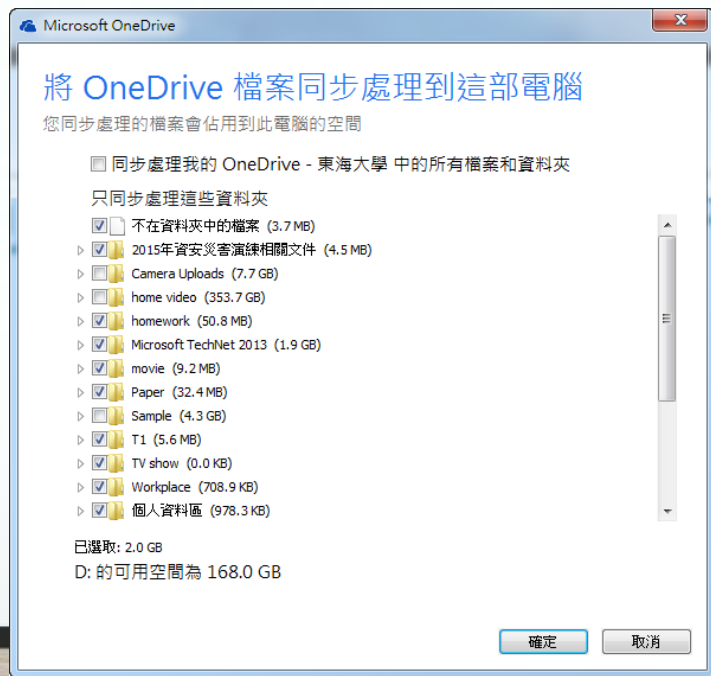 Microsoft OneDrive
將 OneDrive 檔案同步處理到這部電腦
您同步處理的檔案會佔用到此電腦的空間
同步處理我的 OneDrive - 東海大學 中的所有檔案和資料夾
只同步處理這些資料夾
不在資料夾中的檔案 (3.7 MB)
2015年資安災害演練相關文件 (4.5 MB)
Camera Uploads (7.7 GB)
home video (353.7 GB)
homework (50.8 MB)
Microsoft TechNet 2013 (1.9 GB)
movie (9.2 MB)
Paper (32.4 MB)
Sample (4.3 GB)
T1 (5.6 MB)
TV show (0.0 KB)
Workplace (708.9 KB)
個人資料區 (978.3 KB)
已選取: 2.0 GB
D: 的可用空間為 168.0 GB
確定 取消